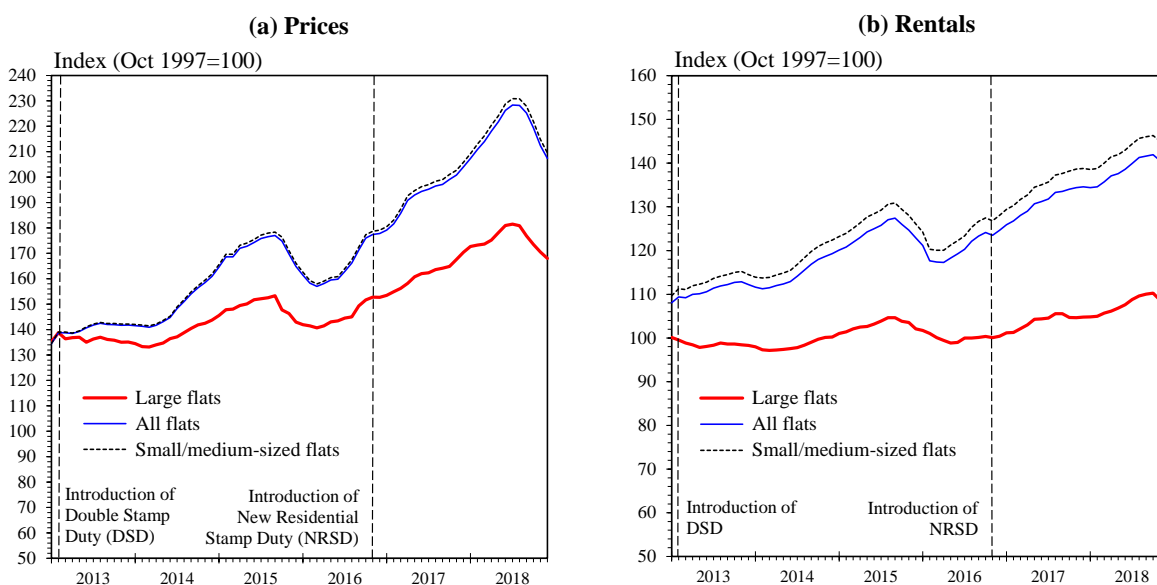 (a) Prices
Index (Oct 1997=100)
240
230
220
210
200
190
180
170
160
150
140
130
120
110
100
90
80
70
60
50
Large flats
All flats
Small/medium-sized flats
Introduction of
Double Stamp
Duty (DSD)
Introduction of
New Residential
Stamp Duty (NRSD)
2013 2014 2015 2016 2017 2018
(b) Rentals
Index (Oct 1997=100)
160
150
140
130
120
110
100
90
80
70
60
50
Large flats
All flats
Small/medium-sized flats
Introduction of
DSD
Introduction of
NRSD
2013 2014 2015 2016 2017 2018